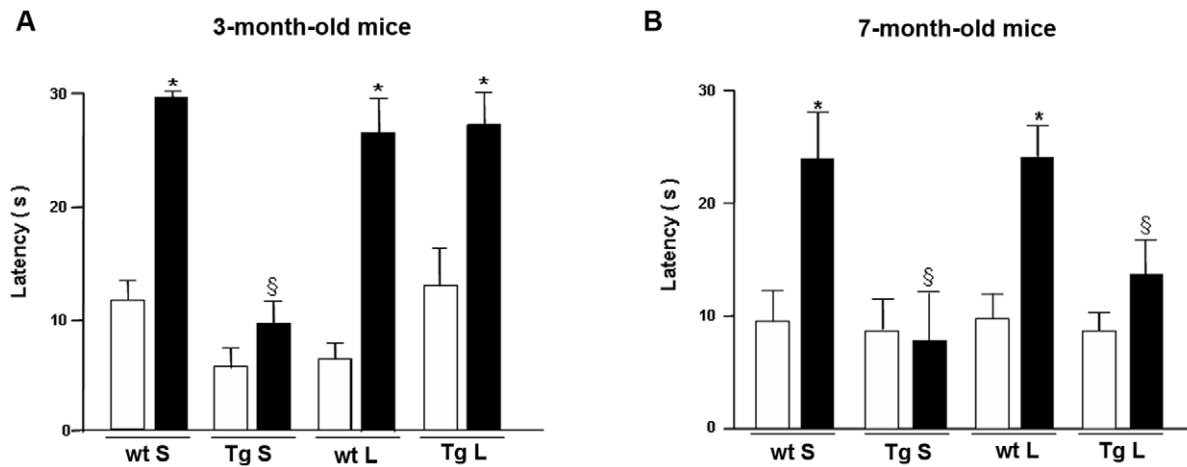 A
3-month-old mice
Latency ( s )
30
20
10
0
*
§
*
*
wt S
Tg S
wt L
Tg L
B
7-month-old mice
Latency ( s )
30
20
10
0
*
§
*
§
wt S
Tg S
wt L
Tg L